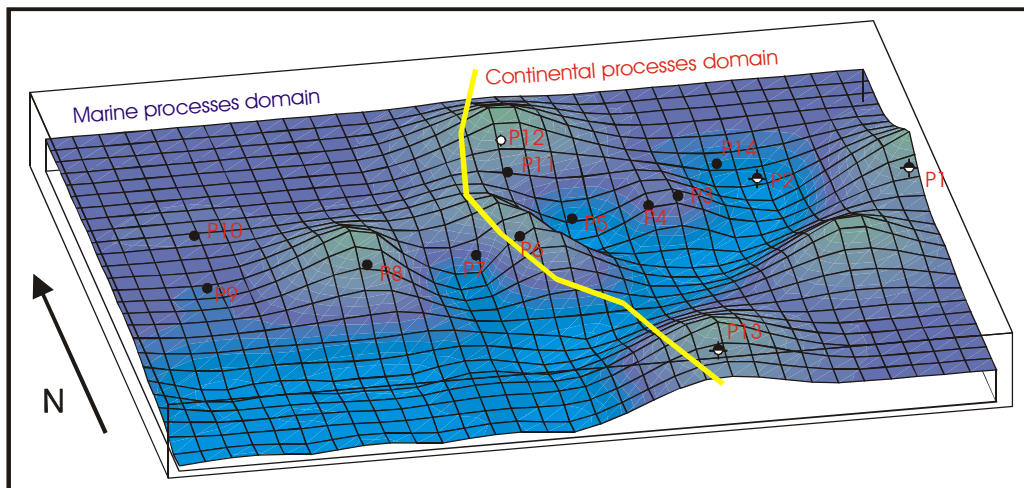 Continental processes domain
Marine processes domain
P12
P14
P11
P2
P1
P3
P4
P5
P10
P6
P7
P8
P9
P13
N